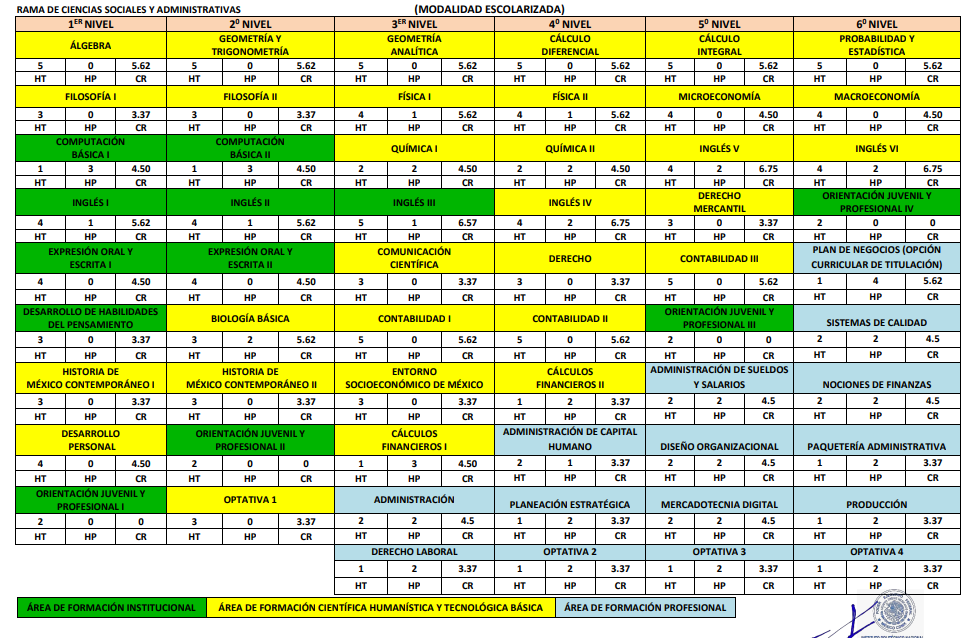 RAMA DE CIENCIAS SOCIALES Y ADMINISTRATIVAS (MODALIDAD ESCOLARIZADA)
1ER NIVEL 20 NIVEL 3ER NIVEL 40 NIVEL 50 NIVEL 60 NIVEL
ÁLGEBRA GEOMETRÍA Y TRIGONOMETRÍA GEOMETRÍA ANALÍTICA CÁLCULO DIFERENCIAL CÁLCULO INTEGRAL PROBABILIDAD Y ESTADÍSTICA
5 0 5.62 5 0 5.62 5 0 5.62 5 0 5.62 5 0 5.62 5 0 5.62
HT HP CR HT HP CR HT HP CR HT HP CR HT HP CR HT HP CR
FILOSOFÍA I FILOSOFÍA II FÍSICA I FÍSICA II MICROECONOMÍA MACROECONOMÍA
3 0 3.37 3 0 3.37 4 1 5.62 4 1 5.62 4 0 4.50 4 0 4.50
HT HP CR HT HP CR HT HP CR HT HP CR HT HP CR HT HP CR
COMPUTACIÓN BÁSICA I COMPUTACIÓN BÁSICA II QUÍMICA I QUÍMICA II INGLÉS V INGLÉS VI
1 3 4.50 1 3 4.50 2 2 4.50 2 2 4.50 4 2 6.75 4 2 6.75
HT HP CR HT HP CR HT HP CR HT HP CR HT HP CR HT HP CR
INGLÉS I INGLÉS II INGLÉS III INGLÉS IV DERECHO MERCANTIL ORIENTACIÓN JUVENIL Y PROFESIONAL IV
4 1 5.62 4 1 5.62 5 1 6.57 4 2 6.75 3 0 3.37 2 0 0
HT HP CR HT HP CR HT HP CR HT HP CR HT HP CR HT HP CR
EXPRESIÓN ORAL Y ESCRITA I EXPRESIÓN ORAL Y ESCRITA II COMUNICACIÓN CIENTÍFICA DERECHO CONTABILIDAD III PLAN DE NEGOCIOS (OPCIÓN CURRICULAR DE TITULACIÓN)
4 0 4.50 4 0 4.50 3 0 3.37 3 0 3.37 5 0 5.62 1 4 5.62
HT HP CR HT HP CR HT HP CR HT HP CR HT HP CR HT HP CR
DESARROLLO DE HABILIDADES DEL PENSAMIENTO BIOLOGÍA BÁSICA CONTABILIDAD I CONTABILIDAD II ORIENTACIÓN JUVENIL Y PROFESIONAL III SISTEMAS DE CALIDAD
3 0 3.37 3 2 5.62 5 0 5.62 5 0 5.62 2 0 0 2 2 4.5
HT HP CR HT HP CR HT HP CR HT HP CR HT HP CR HT HP CR
HISTORIA DE MÉXICO CONTEMPORÁNEO I HISTORIA DE MÉXICO CONTEMPORÁNEO II ENTORNO SOCIOECONÓMICO DE MÉXICO CÁLCULOS FINANCIEROS II ADMINISTRACIÓN DE SUELDOS Y SALARIOS NOCIONES DE FINANZAS
3 0 3.37 3 0 3.37 3 0 3.37 1 2 3.37 2 2 4.5 2 2 4.5
HT HP CR HT HP CR HT HP CR HT HP CR HT HP CR HT HP CR
DESARROLLO PERSONAL ORIENTACIÓN JUVENIL Y PROFESIONAL II CÁLCULOS FINANCIEROS I ADMINISTRACIÓN DE CAPITAL HUMANO DISEÑO ORGANIZACIONAL PAQUETERÍA ADMINISTRATIVA
4 0 4.50 2 0 0 1 3 4.50 2 1 3.37 2 2 4.5 1 2 3.37
HT HP CR HT HP CR HT HP CR HT HP CR HT HP CR HT HP CR
ORIENTACIÓN JUVENIL Y PROFESIONAL I OPTATIVA 1 ADMINISTRACIÓN PLANEACIÓN ESTRATÉGICA MERCADOTECNIA DIGITAL PRODUCCIÓN
2 0 0 3 0 3.37 2 2 4.5 1 2 3.37 2 2 4.5 1 2 3.37
HT HP CR HT HP CR HT HP CR HT HP CR HT HP CR HT HP CR
DERECHO LABORAL OPTATIVA 2 OPTATIVA 3 OPTATIVA 4
1 2 3.37 1 2 3.37 1 2 3.37 1 2 3.37
HT HP CR HT HP CR HT HP CR HT HP CR
ÁREA DE FORMACIÓN INSTITUCIONAL ÁREA DE FORMACIÓN CIENTÍFICA HUMANÍSTICA Y TECNOLÓGICA BÁSICA ÁREA DE FORMACIÓN PROFESIONAL